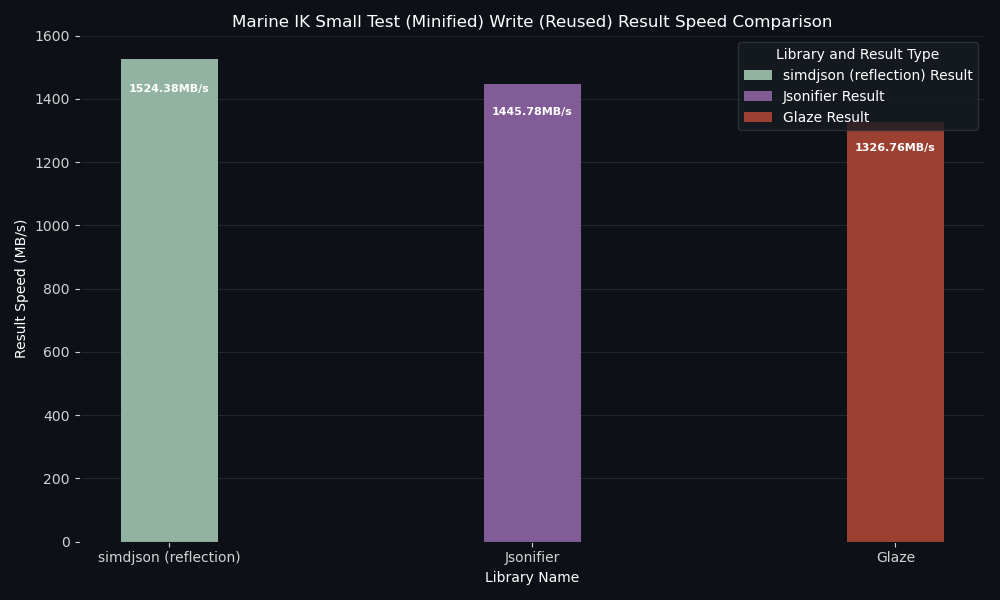 Marine IK Small Test (Minified) Write (Reused) Result Speed Comparison
Library and Result Type
simdjson (reflection) Result
Jsonifier Result
Glaze Result
1600
1400
1200
1000
800
600
400
200
0
Result Speed (MB/s)
1524.38MB/s
1445.78MB/s
1326.76MB/s
simdjson (reflection)
Jsonifier
Glaze
Library Name